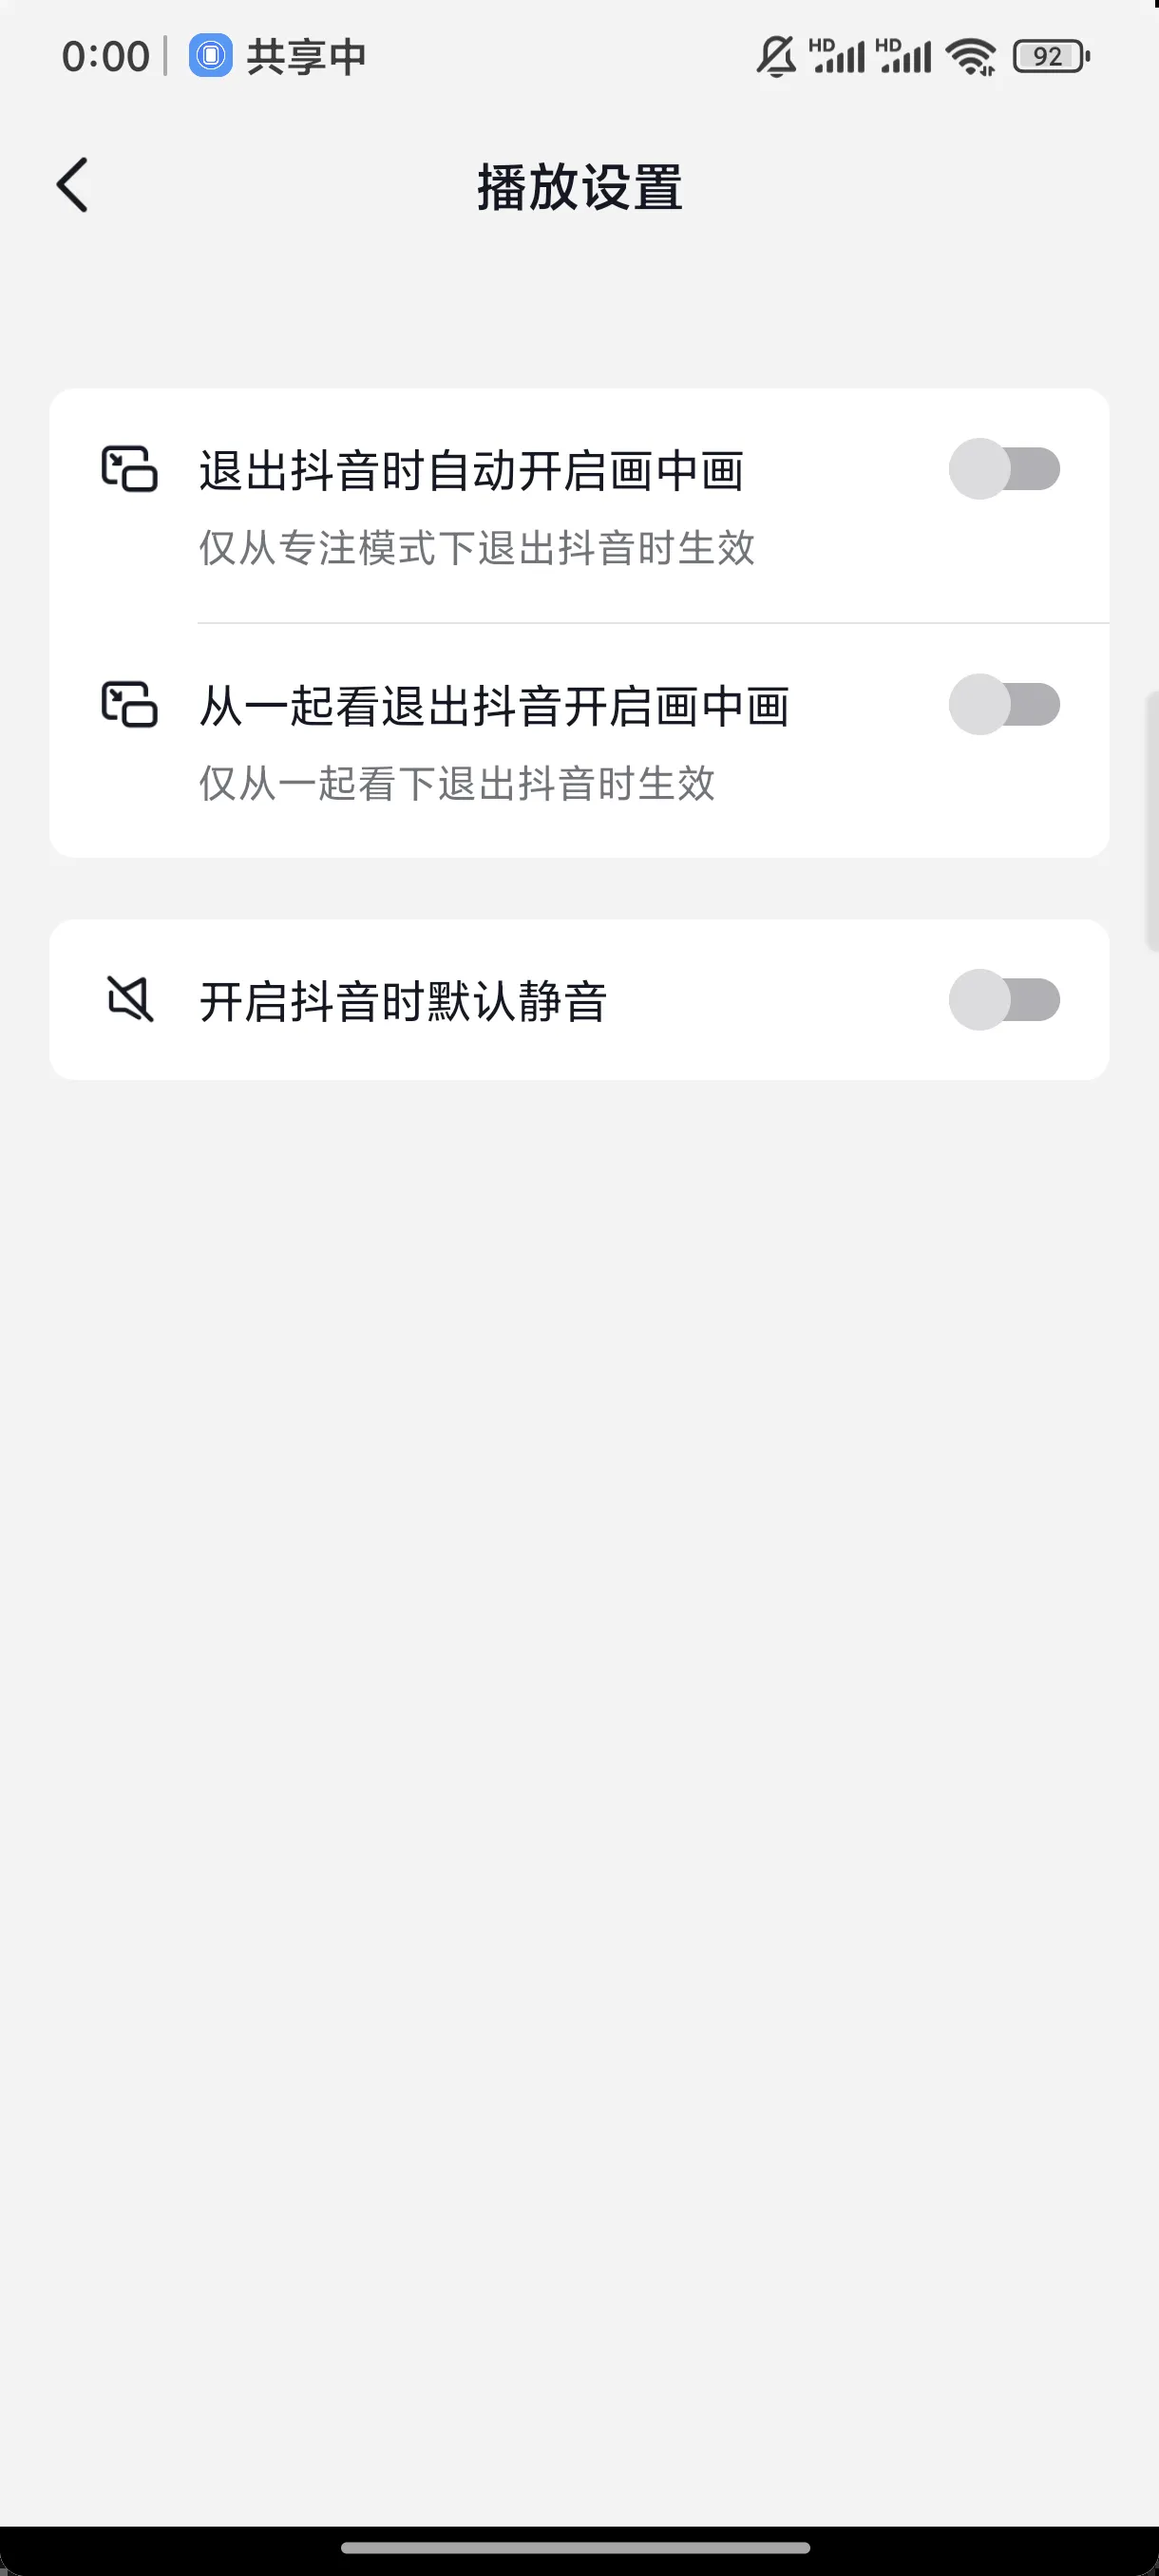 0:00 共享中 HD HD 92
播放设置
退出抖音时自动开启画中画
仅从专注模式下退出抖音时生效
从一起看退出抖音开启画中画
仅从一起看下退出抖音时生效
开启抖音时默认静音